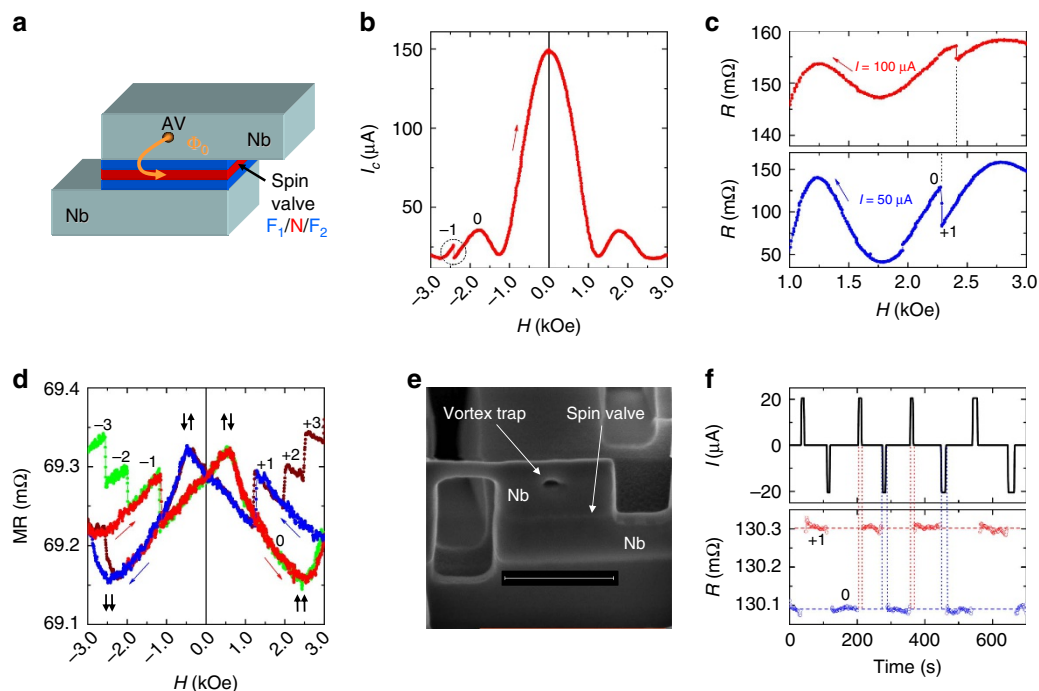 a
AV
Φ0
Nb
Nb
Spin
valve
F1/N/F2
b
Ic (μA)
150
100
50
−1
0
−3.0
−2.0
−1.0
0.0
1.0
2.0
3.0
H (kOe)
c
R (mΩ)
160
150
140
I = 100 μA
R (mΩ)
150
100
50
I = 50 μA
0
+1
1.0
1.5
2.0
2.5
3.0
H (kOe)
d
MR (mΩ)
69.4
69.3
69.2
69.1
↓↑
↑↓
−3
−2
−1
+1
+2
+3
0
↓↓
↑↑
−3.0
−2.0
−1.0
0.0
1.0
2.0
3.0
H (kOe)
e
Vortex trap
Spin valve
Nb
Nb
f
I (μA)
20
0
−20
R (mΩ)
130.3
130.2
130.1
+1
0
0
200
400
600
Time (s)